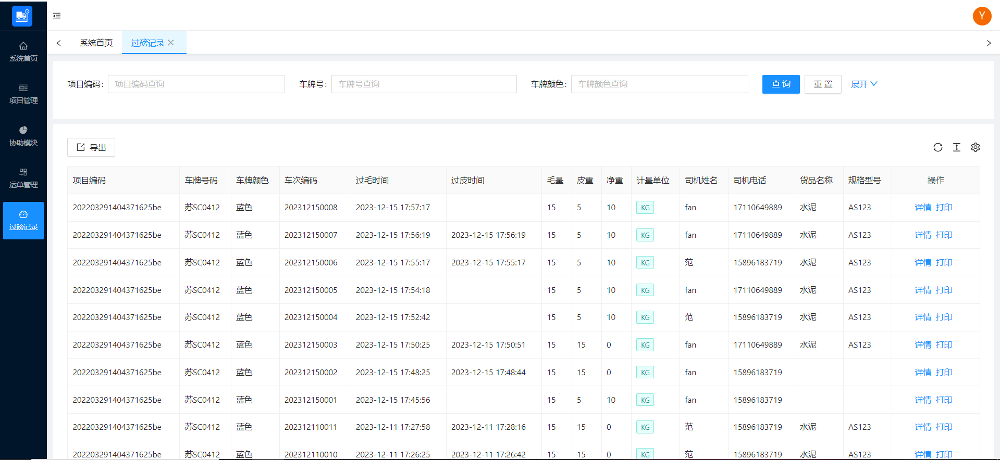 Y
系统首页
项目管理
协助模块
运单管理
过磅记录
系统首页 过磅记录
项目编码: 项目编码查询 车牌号: 车牌号查询 车牌颜色: 车牌颜色查询 查 询 重 置 展开
导出
项目编码 车牌号码 车牌颜色 车次编码 过毛时间 过皮时间 毛量 皮重 净重 计量单位 司机姓名 司机电话 货品名称 规格型号 操作
202203291404371625be 苏SC0412 蓝色 202312150008 2023-12-15 17:57:17 15 5 10 KG fan 17110649889 水泥 AS123 详情 打印
202203291404371625be 苏SC0412 蓝色 202312150007 2023-12-15 17:56:19 2023-12-15 17:56:19 15 5 10 KG fan 17110649889 水泥 AS123 详情 打印
202203291404371625be 苏SC0412 蓝色 202312150006 2023-12-15 17:55:17 2023-12-15 17:55:17 15 5 10 KG 范 15896183719 水泥 AS123 详情 打印
202203291404371625be 苏SC0412 蓝色 202312150005 2023-12-15 17:54:18 15 5 10 KG fan 17110649889 水泥 AS123 详情 打印
202203291404371625be 苏SC0412 蓝色 202312150004 2023-12-15 17:52:42 15 5 10 KG 范 15896183719 水泥 AS123 详情 打印
202203291404371625be 苏SC0412 蓝色 202312150003 2023-12-15 17:50:25 2023-12-15 17:50:51 15 15 0 KG fan 17110649889 水泥 AS123 详情 打印
202203291404371625be 苏SC0412 蓝色 202312150002 2023-12-15 17:48:25 2023-12-15 17:48:44 15 15 0 KG fan 15896183719 详情 打印
202203291404371625be 苏SC0412 蓝色 202312150001 2023-12-15 17:45:56 15 5 10 KG fan 15896183719 详情 打印
202203291404371625be 苏SC0412 蓝色 202312110011 2023-12-11 17:27:58 2023-12-11 17:28:16 15 15 0 KG 范 15896183719 水泥 AS123 详情 打印
202203291404371625be 苏SC0412 蓝色 202312110010 2023-12-11 17:26:25 2023-12-11 17:26:42 15 15 0 KG 范 15896183719 水泥 AS123 详情 打印